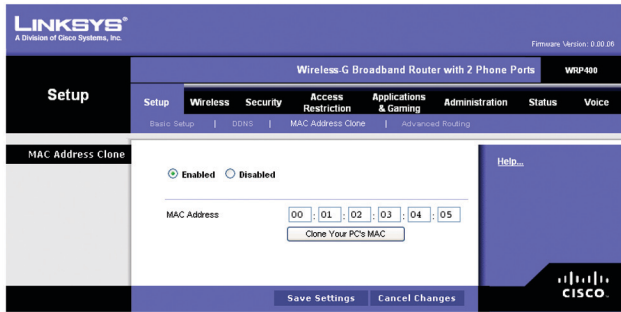 LINKSYS®
A Division of Cisco Systems, Inc.
Firmware Version: 0.00.00
Wireless-G Broadband Router with 2 Phone Ports WRP400
Setup
Setup Wireless Security Access Restriction Applications & Gaming Administration Status Voice
Basic Setup | DDNS | MAC Address Clone | Advanced Routing
MAC Address Clone
Enabled Disabled
Help...
MAC Address 00 : 01 : 02 : 03 : 04 : 05
Clone Your PC's MAC
Save Settings Cancel Changes
CISCO.